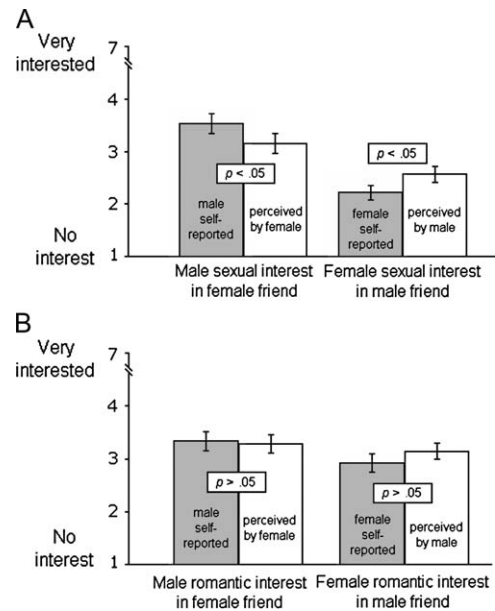 A
Very
interested
7
4
3
2
1
No
interest
p < .05
p < .05
male
self-
reported
perceived
by female
female
self-
reported
perceived
by male
Male sexual interest
in female friend
Female sexual interest
in male friend
B
Very
interested
7
4
3
2
1
No
interest
p > .05
p > .05
male
self-
reported
perceived
by female
female
self-
reported
perceived
by male
Male romantic interest
in female friend
Female romantic interest
in male friend